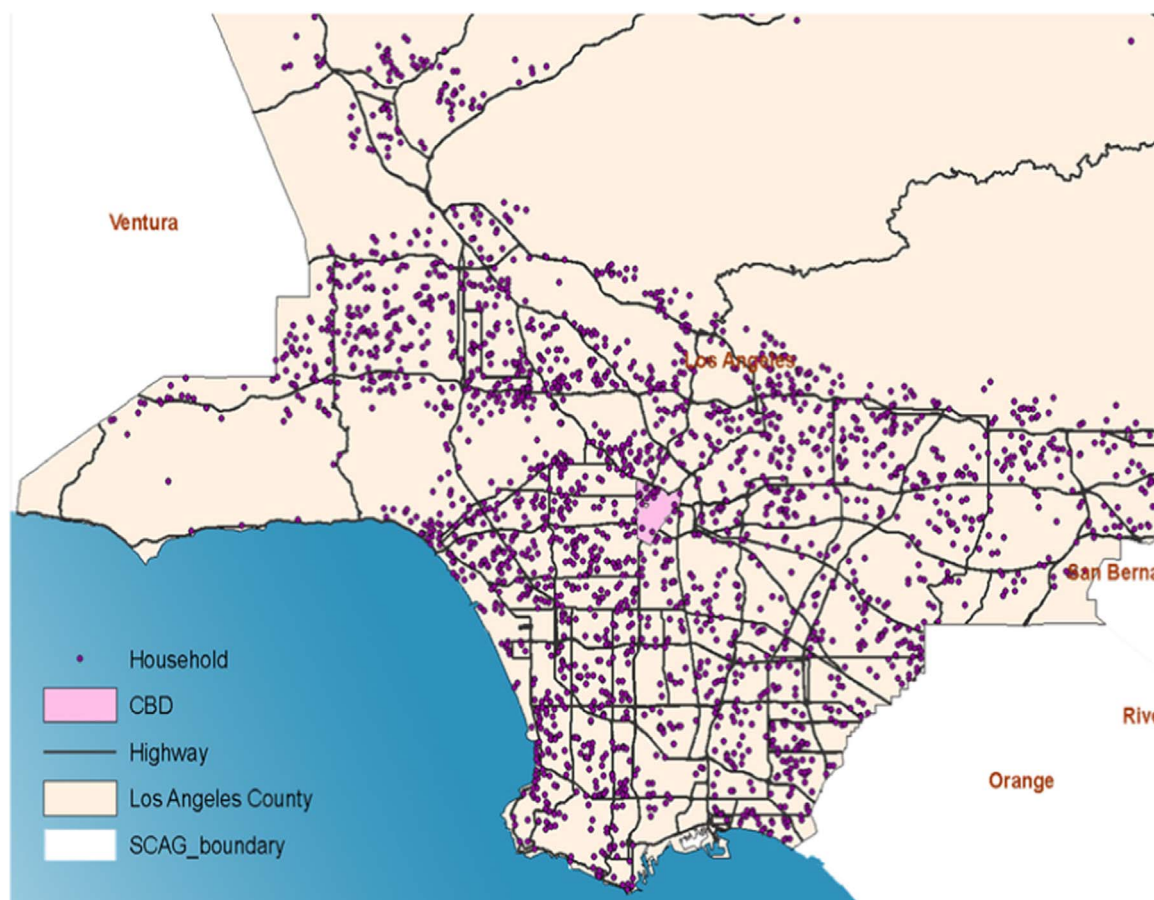 Ventura
Los Angeles
San Berna
Household
CBD
Highway
Los Angeles County
SCAG_boundary
Rive
Orange